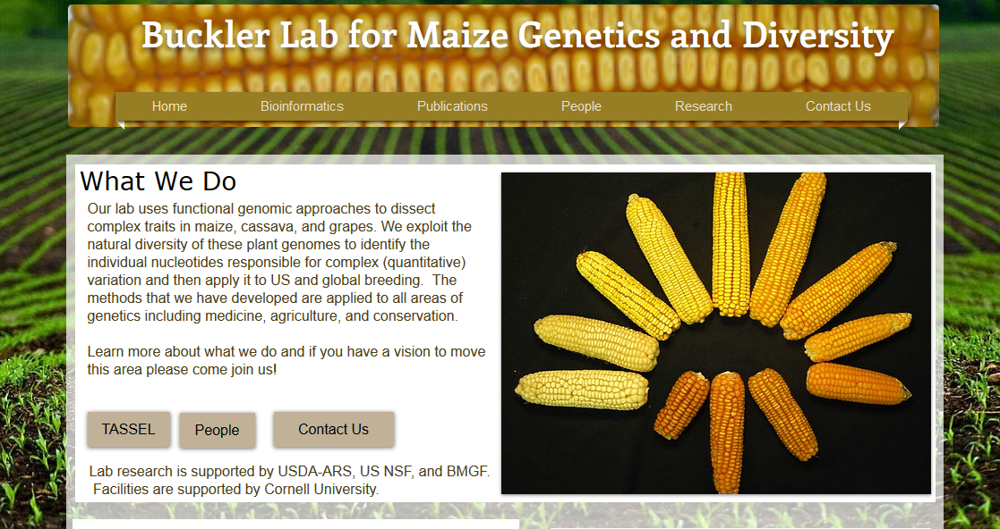 Buckler Lab for Maize Genetics and Diversity
Home Bioinformatics Publications People Research Contact Us
What We Do
Our lab uses functional genomic approaches to dissect
complex traits in maize, cassava, and grapes. We exploit the
natural diversity of these plant genomes to identify the
individual nucleotides responsible for complex (quantitative)
variation and then apply it to US and global breeding.  The
methods that we have developed are applied to all areas of
genetics including medicine, agriculture, and conservation.
Learn more about what we do and if you have a vision to move
this area please come join us!
TASSEL People Contact Us
Lab research is supported by USDA-ARS, US NSF, and BMGF.
Facilities are supported by Cornell University.